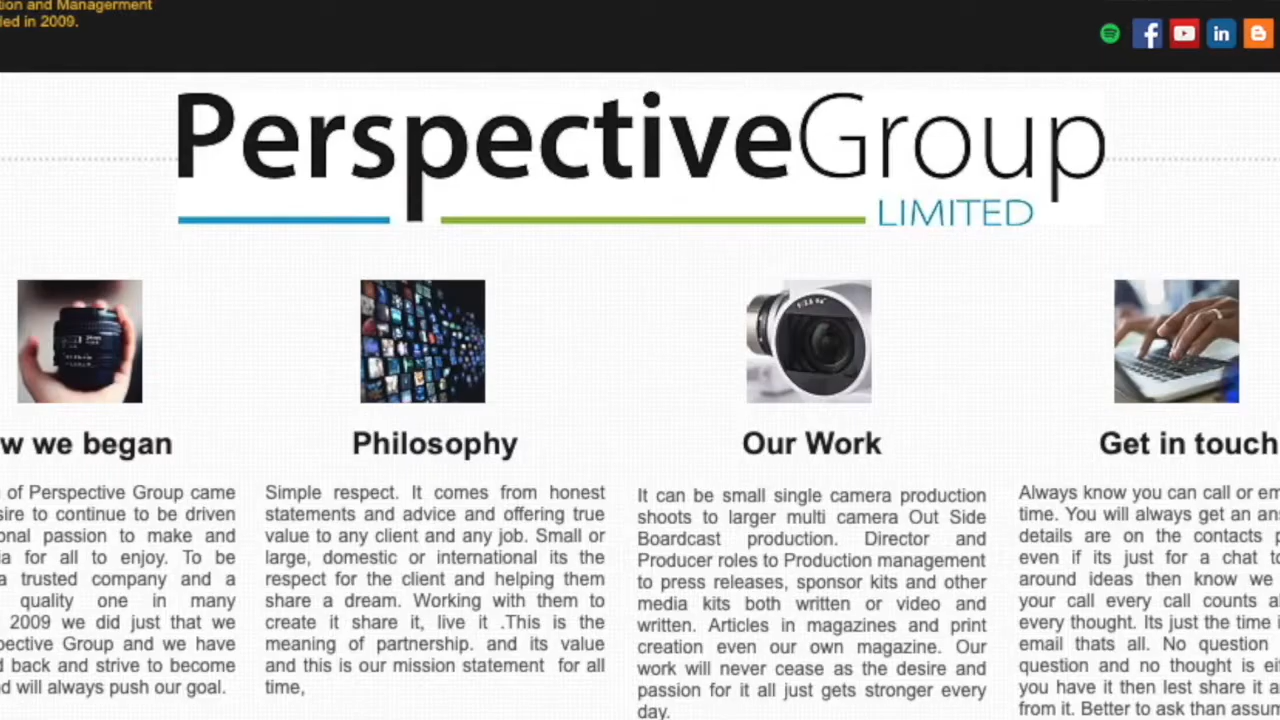 tion and Managerment
led in 2009.
PerspectiveGroup
LIMITED
w we began
of Perspective Group came
sire to continue to be driven
onal passion to make and
ia for all to enjoy. To be
a trusted company and a
quality one in many
2009 we did just that we
pective Group and we have
d back and strive to become
nd will always push our goal.
Philosophy
Simple respect. It comes from honest
statements and advice and offering true
value to any client and any job. Small or
large, domestic or international its the
respect for the client and helping them
share a dream. Working with them to
create it share it, live it .This is the
meaning of partnership. and its value
and this is our mission statement for all
time,
Our Work
It can be small single camera production
shoots to larger multi camera Out Side
Boardcast production. Director and
Producer roles to Production management
to press releases, sponsor kits and other
media kits both written or video and
written. Articles in magazines and print
creation even our own magazine. Our
work will never cease as the desire and
passion for it all just gets stronger every
day.
Get in touch
Always know you can call or em
time. You will always get an ans
details are on the contacts p
even if its just for a chat to
around ideas then know we
your call every call counts a
every thought. Its just the time i
email thats all. No question
question and no thought is eit
you have it then lest share it a
from it. Better to ask than assum